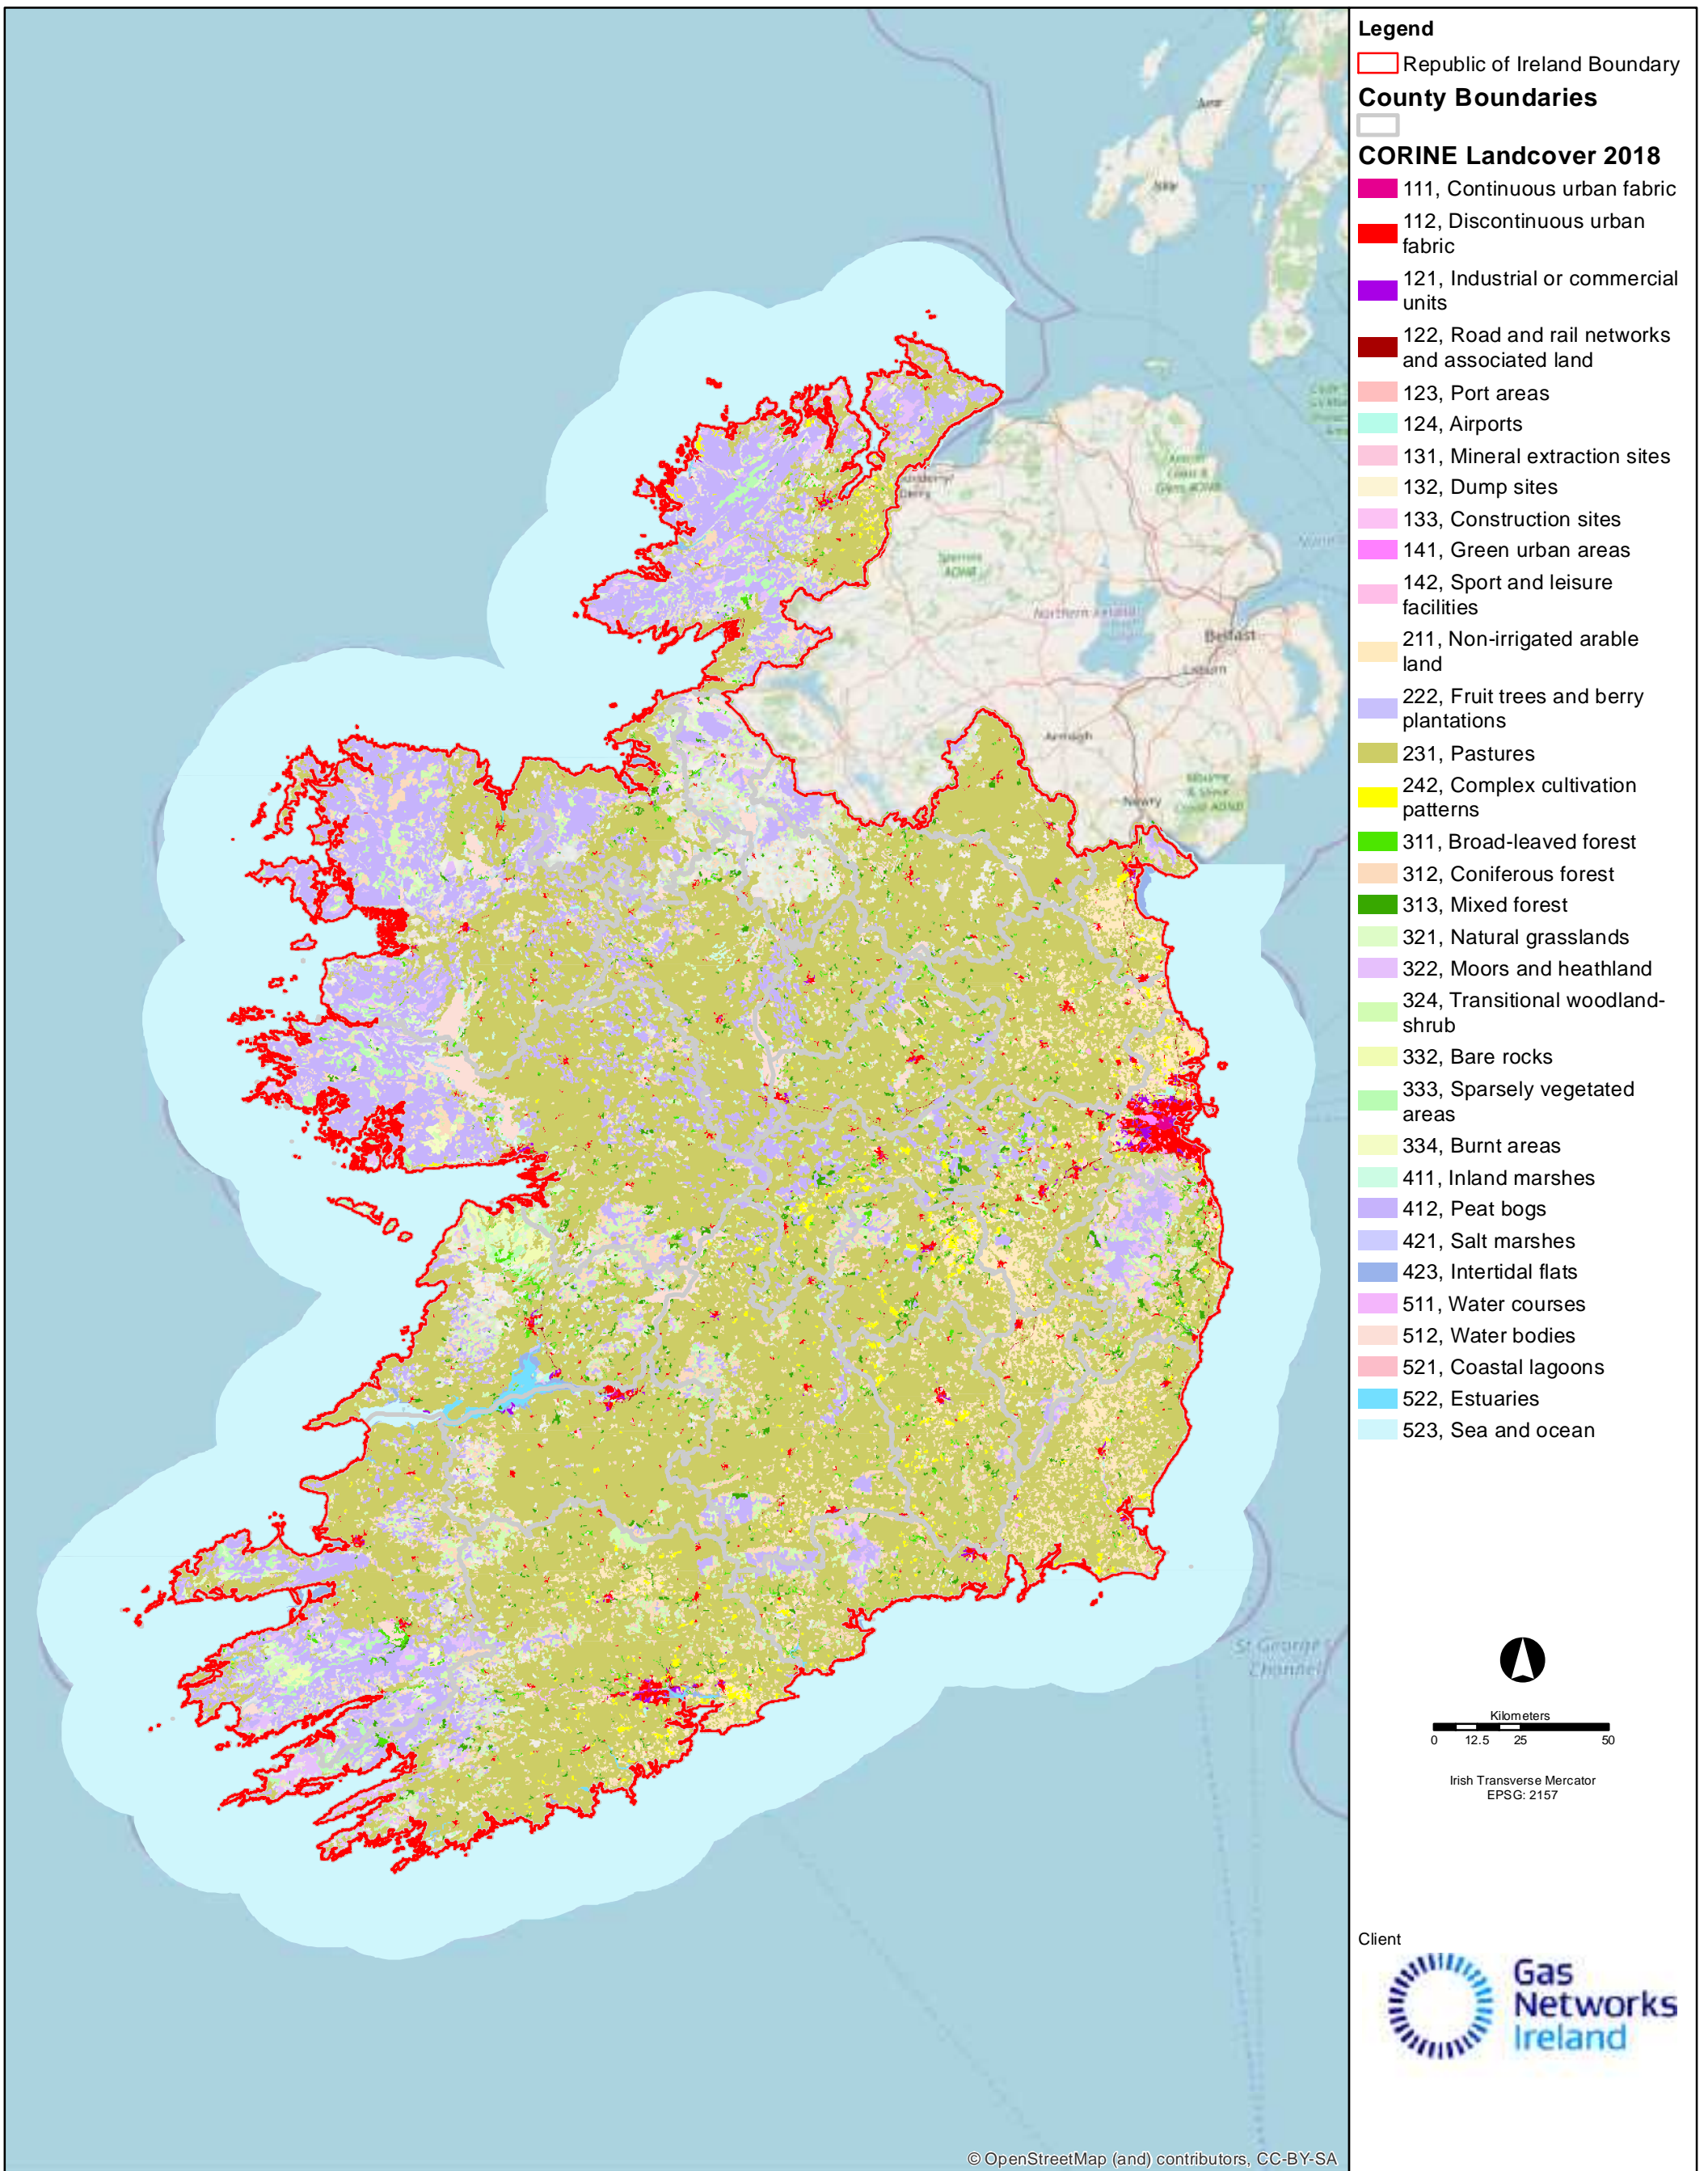 Legend
Republic of Ireland Boundary
County Boundaries
CORINE Landcover 2018
111, Continuous urban fabric
112, Discontinuous urban
fabric
121, Industrial or commercial
units
122, Road and rail networks
and associated land
123, Port areas
124, Airports
131, Mineral extraction sites
132, Dump sites
133, Construction sites
141, Green urban areas
142, Sport and leisure
facilities
211, Non-irrigated arable
land
222, Fruit trees and berry
plantations
231, Pastures
242, Complex cultivation
patterns
311, Broad-leaved forest
312, Coniferous forest
313, Mixed forest
321, Natural grasslands
322, Moors and heathland
324, Transitional woodland-
shrub
332, Bare rocks
333, Sparsely vegetated
areas
334, Burnt areas
411, Inland marshes
412, Peat bogs
421, Salt marshes
423, Intertidal flats
511, Water courses
512, Water bodies
521, Coastal lagoons
522, Estuaries
523, Sea and ocean
Kilometers
0 12.5 25 50
Irish Transverse Mercator
EPSG: 2157
Client
Gas
Networks
Ireland
Derry
Northern Ireland
Belfast
Lisburn
Armagh
Newry
St George's
Channel
© OpenStreetMap (and) contributors, CC-BY-SA